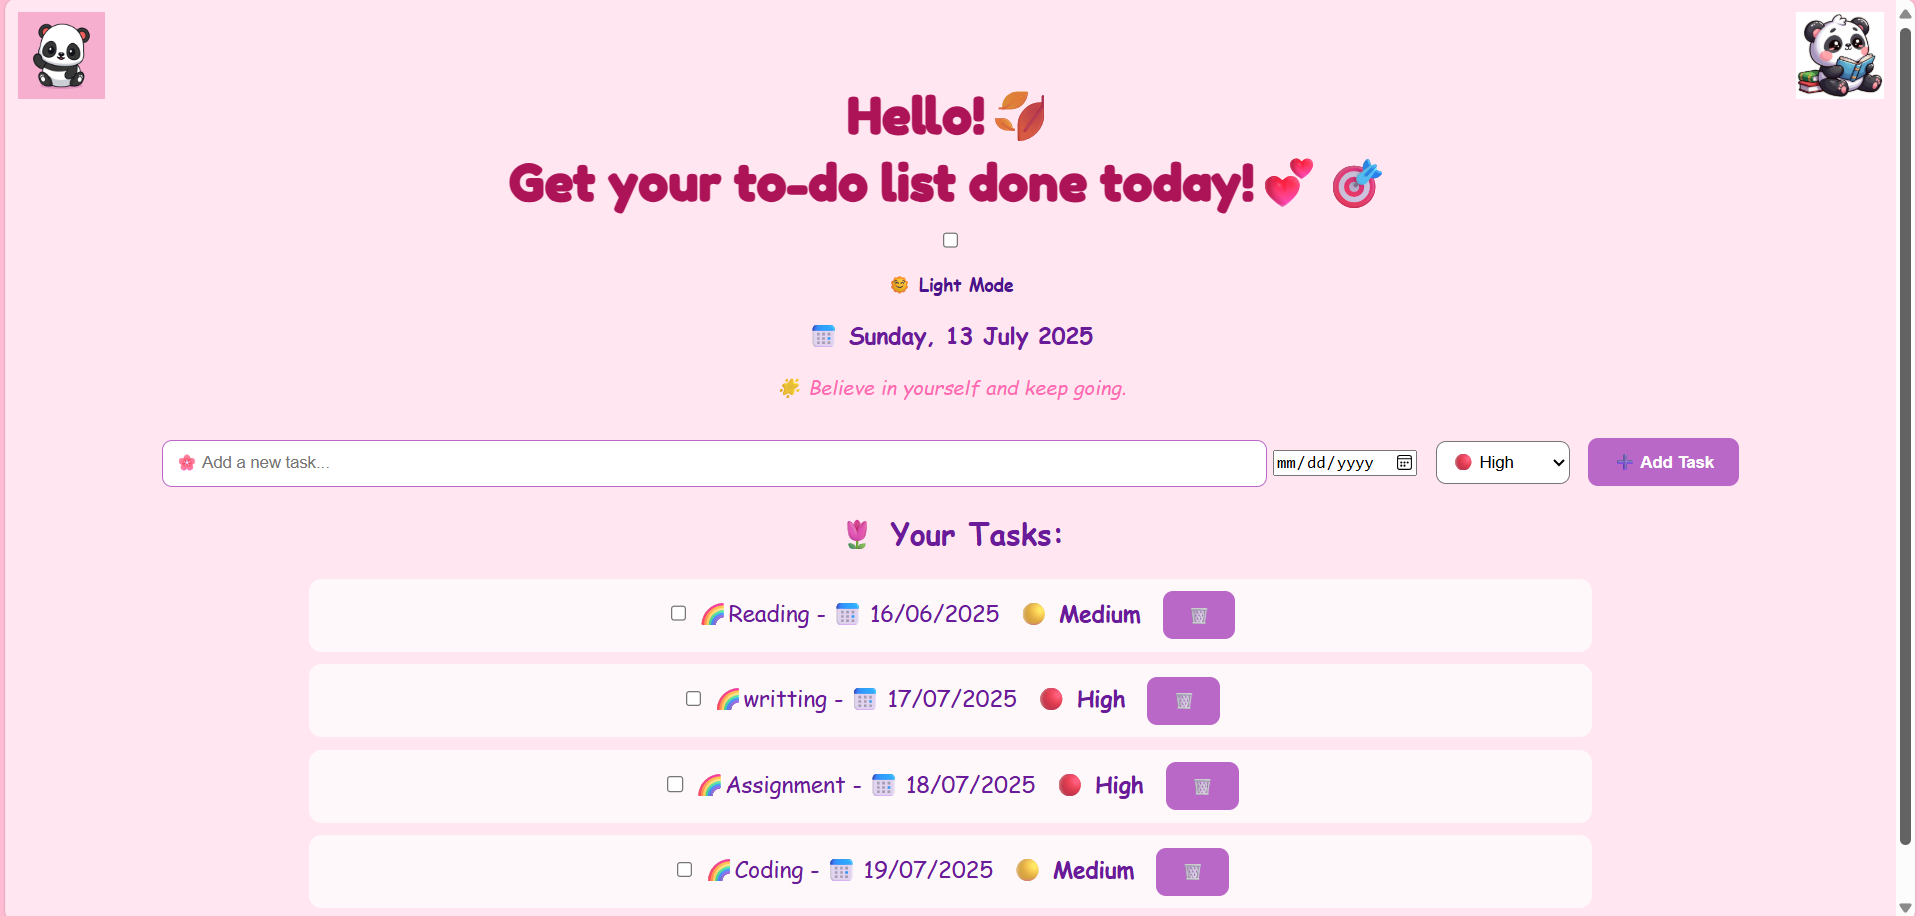 Hello! 🍂
Get your to-do list done today! 💕 🎯
🌞 Light Mode
📅 Sunday, 13 July 2025
🌟 Believe in yourself and keep going.
🌸 Add a new task... mm/dd/yyyy 🔴 High ➕ Add Task
🌷 Your Tasks:
🌈Reading - 📅 16/06/2025 🟡 Medium 🗑️
🌈writting - 📅 17/07/2025 🔴 High 🗑️
🌈Assignment - 📅 18/07/2025 🔴 High 🗑️
🌈Coding - 📅 19/07/2025 🟡 Medium 🗑️